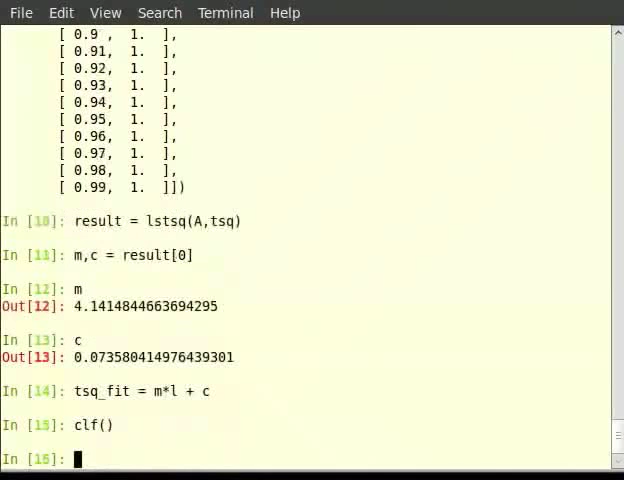 File Edit View Search Terminal Help
[ 0.9 , 1. ],
[ 0.91, 1. ],
[ 0.92, 1. ],
[ 0.93, 1. ],
[ 0.94, 1. ],
[ 0.95, 1. ],
[ 0.96, 1. ],
[ 0.97, 1. ],
[ 0.98, 1. ],
[ 0.99, 1. ]])
In [10]: result = lstsq(A,tsq)
In [11]: m,c = result[0]
In [12]: m
Out[12]: 4.1414844663694295
In [13]: c
Out[13]: 0.073580414976439301
In [14]: tsq_fit = m*l + c
In [15]: clf()
In [16]: